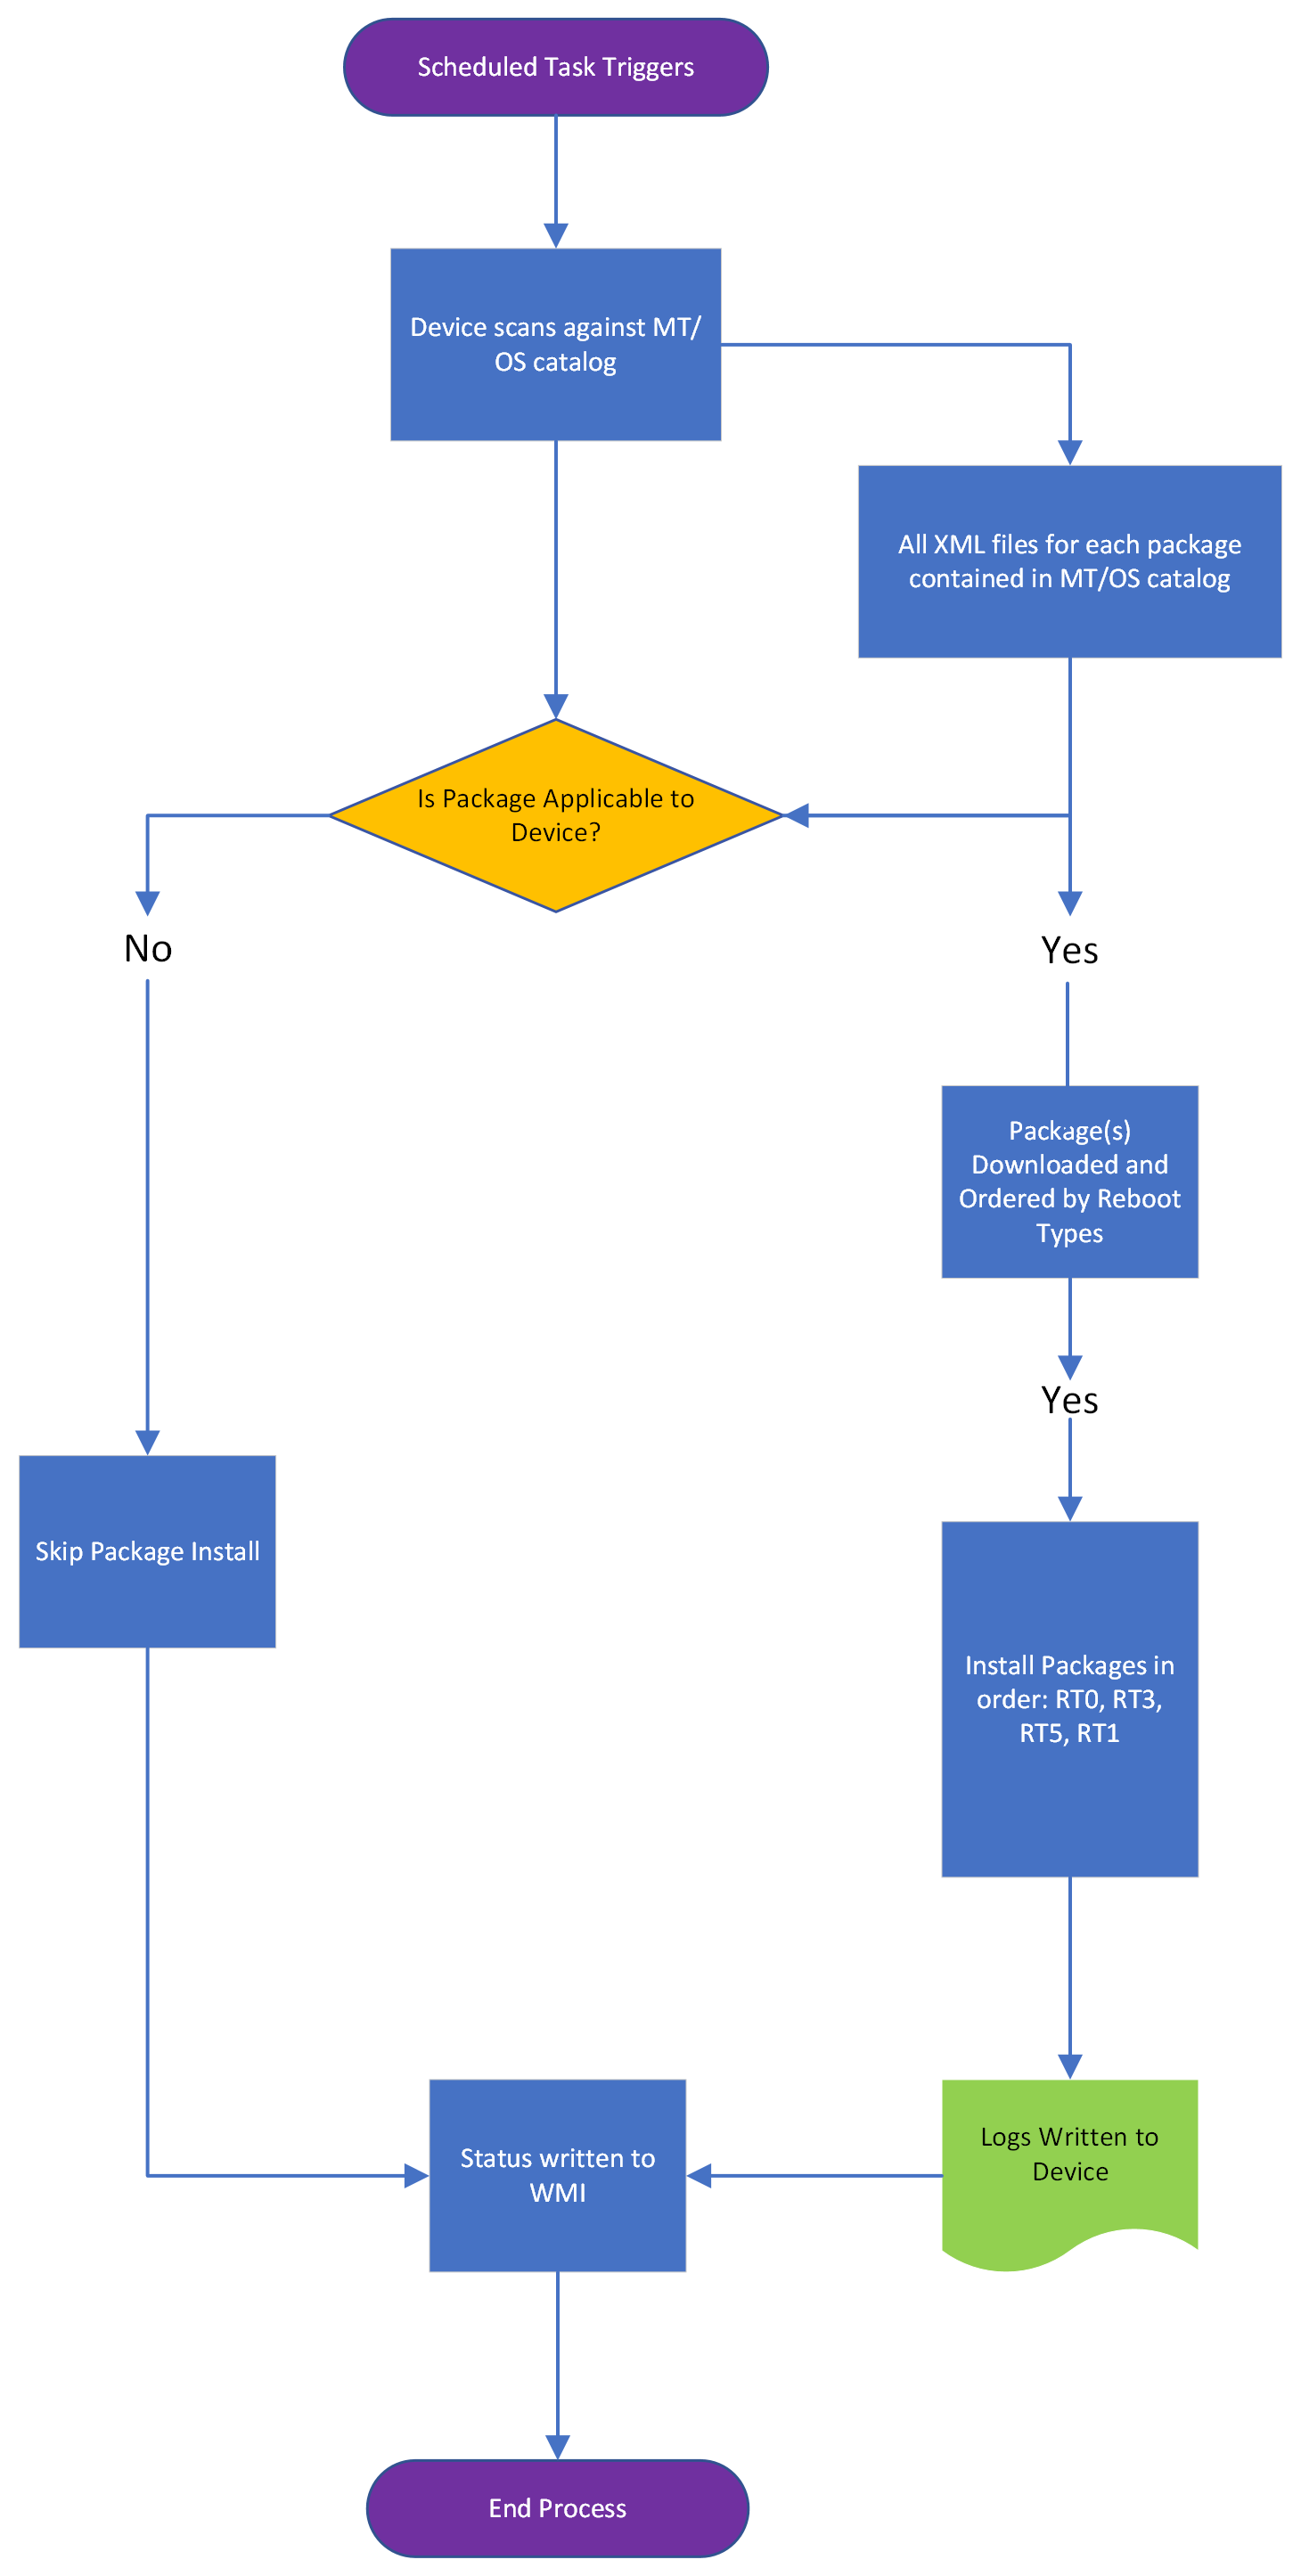 Scheduled Task Triggers
Device scans against MT/
OS catalog
All XML files for each package
contained in MT/OS catalog
Is Package Applicable to
Device?
No
Yes
Package(s)
Downloaded and
Ordered by Reboot
Types
Yes
Skip Package Install
Install Packages in
order: RT0, RT3,
RT5, RT1
Logs Written to
Device
Status written to
WMI
End Process